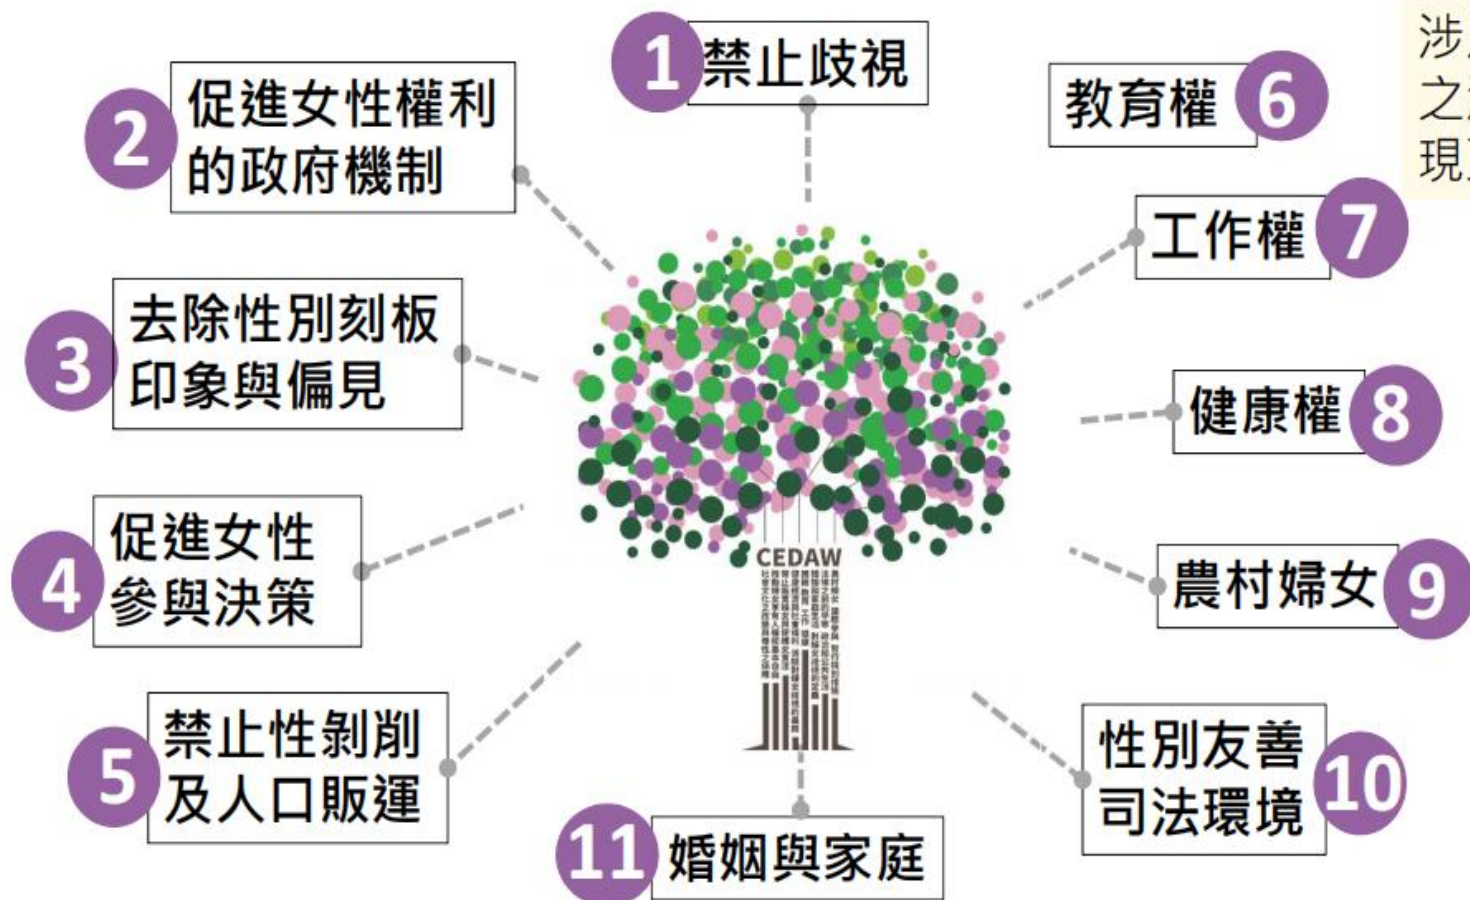 1
禁止歧視
2
促進女性權利
的政府機制
3
去除性別刻板
印象與偏見
4
促進女性
參與決策
5
禁止性剝削
及人口販運
教育權
6
工作權
7
健康權
8
農村婦女
9
性別友善
司法環境
10
11
婚姻與家庭
CEDAW
涉
之
現